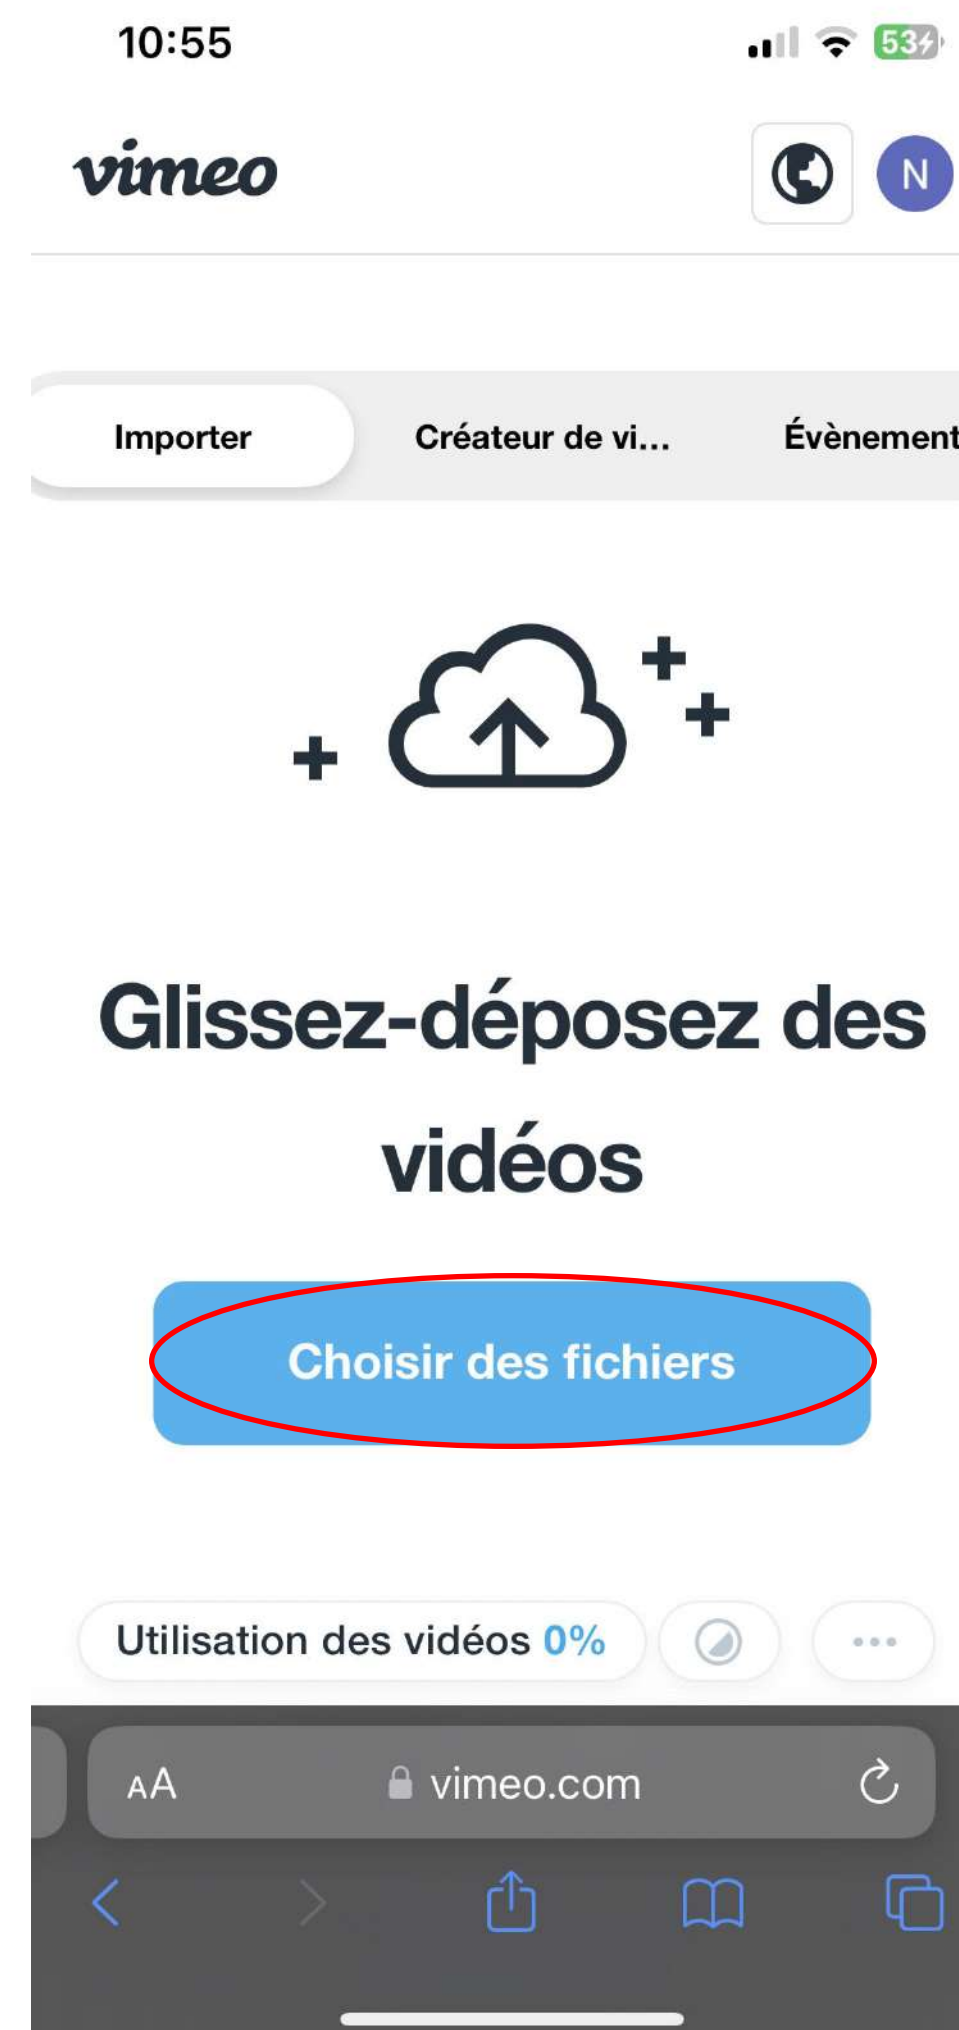 10:55
53
vimeo
N
Importer
Créateur de vi...
Évènement
Glissez-déposez des
vidéos
Choisir des fichiers
Utilisation des vidéos 0%
AA
vimeo.com